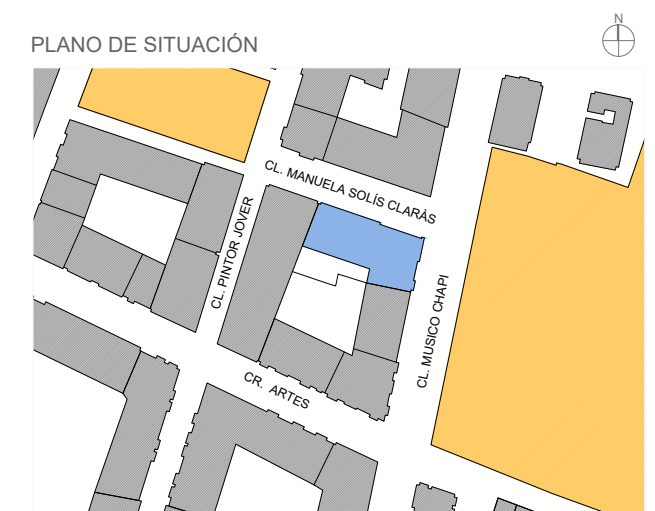 PLANO DE SITUACIÓN
N
CL. MANUELA SOLÍS CLARÀS
CL. PINTOR JOVER
CL. MUSICO CHAPI
CR. ARTES